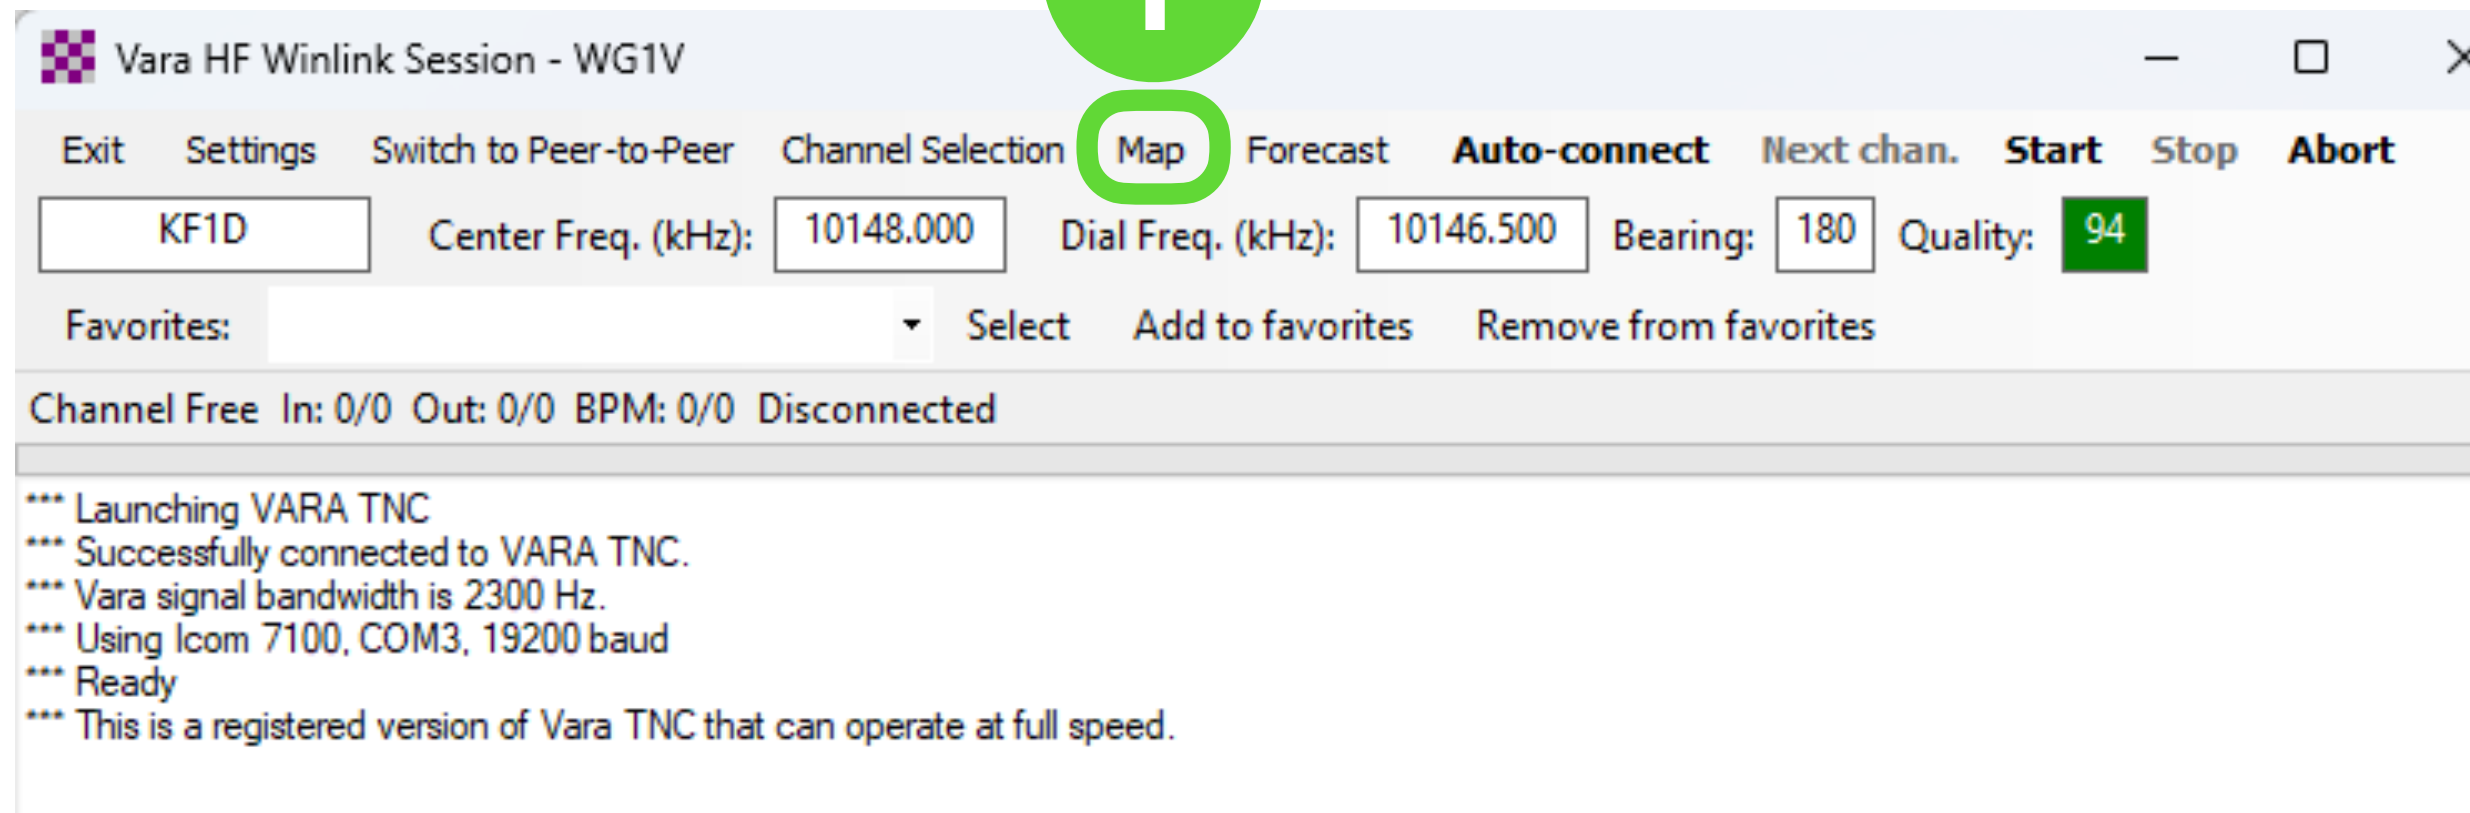 Vara HF Winlink Session - WG1V
Exit Settings Switch to Peer-to-Peer Channel Selection Map Forecast Auto-connect Next chan. Start Stop Abort
KF1D Center Freq. (kHz): 10148.000 Dial Freq. (kHz): 10146.500 Bearing: 180 Quality: 94
Favorites: Select Add to favorites Remove from favorites
Channel Free In: 0/0 Out: 0/0 BPM: 0/0 Disconnected
*** Launching VARA TNC
*** Successfully connected to VARA TNC.
*** Vara signal bandwidth is 2300 Hz.
*** Using Icom 7100, COM3, 19200 baud
*** Ready
*** This is a registered version of Vara TNC that can operate at full speed.